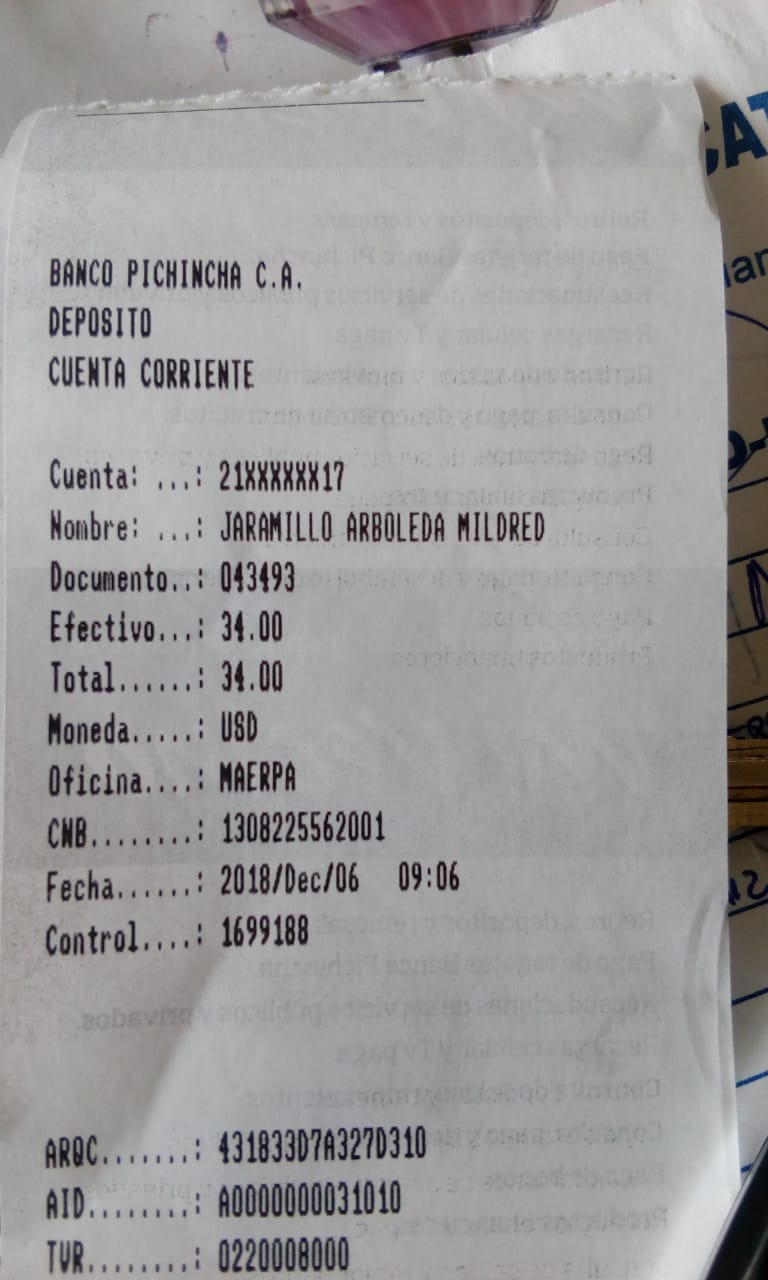 BANCO PICHINCHA C.A.
DEPOSITO
CUENTA CORRIENTE
Cuenta: ...: 21XXXXXX17
Nombre: ...: JARAMILLO ARBOLEDA MILDRED
Documento..: 043493
Efectivo...: 34.00
Total......: 34.00
Moneda.....: USD
Oficina....: MAERPA
CNB........: 1308225562001
Fecha......: 2018/Dec/06 09:06
Control....: 1699188
ARQC.......: 431833D7A327D310
AID........: A0000000031010
TVR........: 0220008000